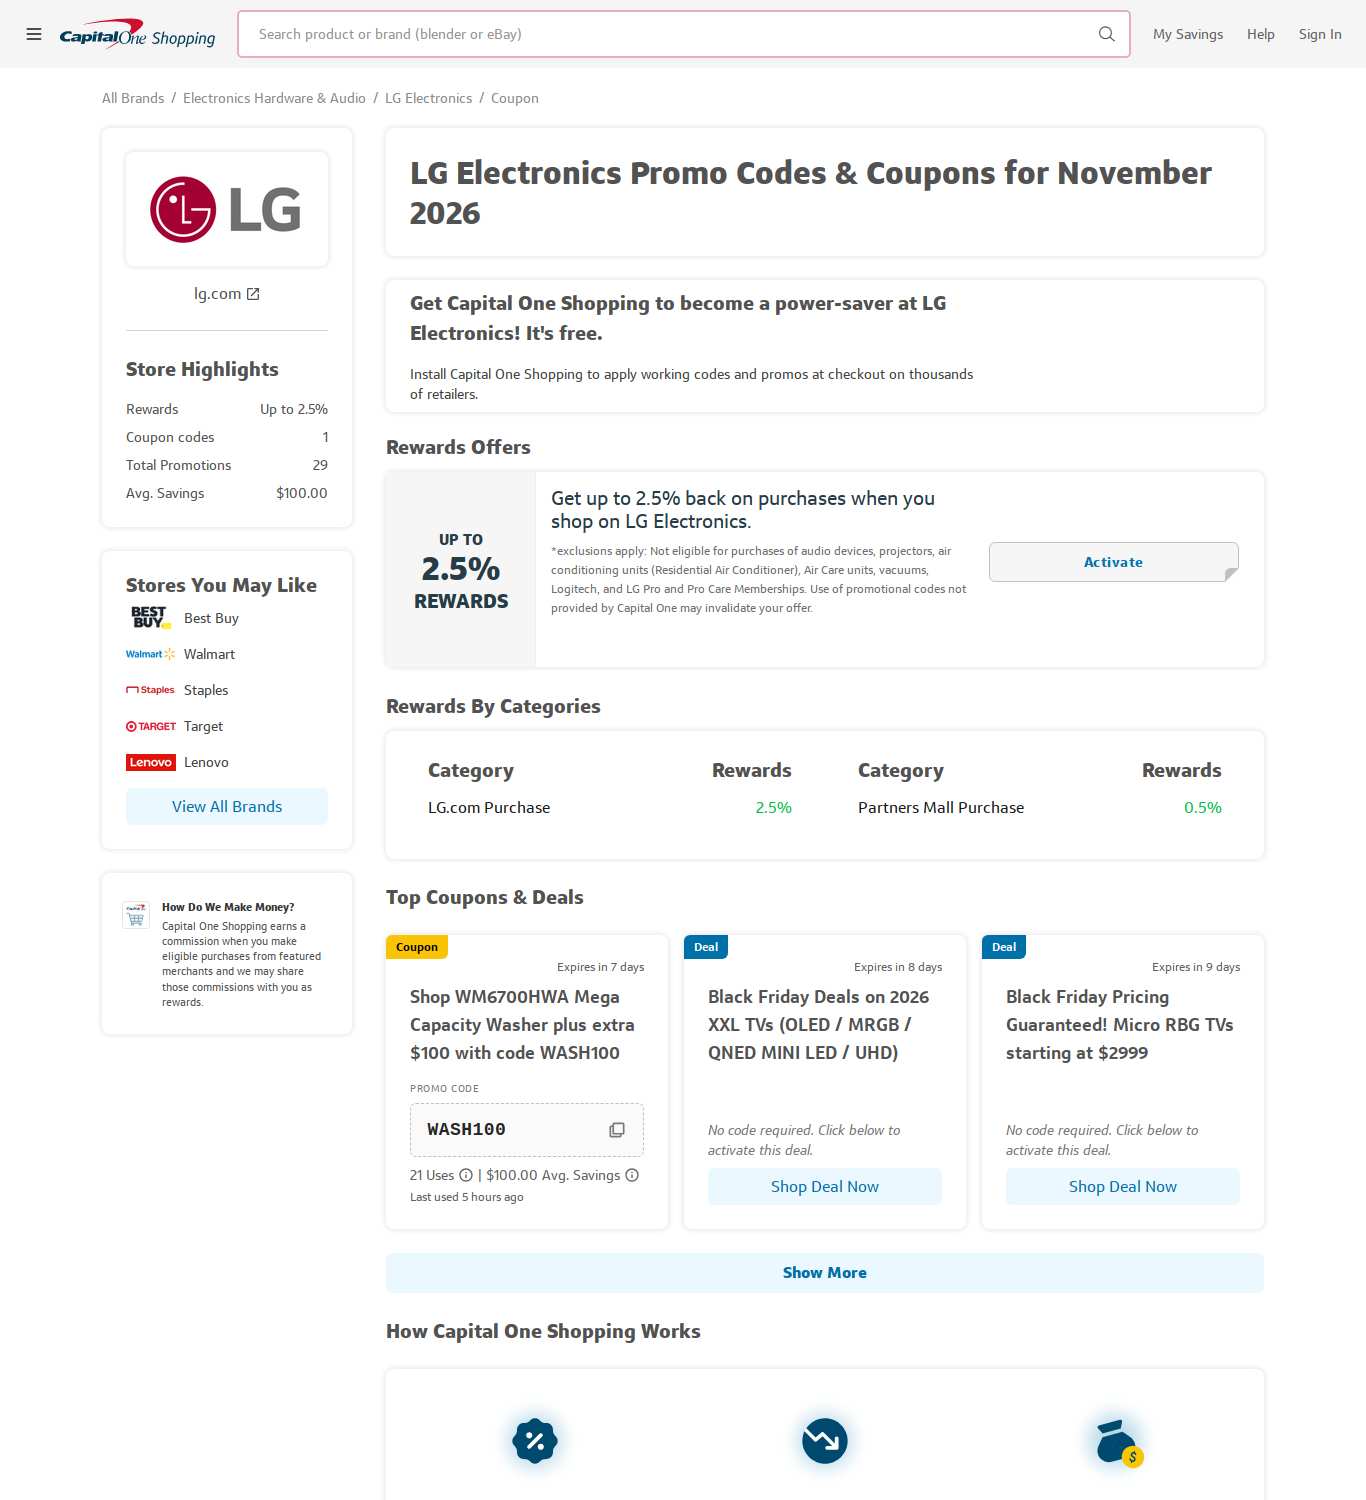 CapitalOne Shopping
Search product or brand (blender or eBay)
My Savings
Help
Sign In
All Brands / Electronics Hardware & Audio / LG Electronics / Coupon
LG
lg.com
Store Highlights
Rewards Up to 2.5%
Coupon codes 1
Total Promotions 29
Avg. Savings $100.00
Stores You May Like
BEST
BUY
Best Buy
Walmart Walmart
Staples Staples
TARGET Target
Lenovo Lenovo
View All Brands
How Do We Make Money?
Capital One Shopping earns a
commission when you make
eligible purchases from featured
merchants and we may share
those commissions with you as
rewards.
LG Electronics Promo Codes & Coupons for November
2026
Get Capital One Shopping to become a power-saver at LG
Electronics! It's free.
Install Capital One Shopping to apply working codes and promos at checkout on thousands
of retailers.
Rewards Offers
UP TO
2.5%
REWARDS
Get up to 2.5% back on purchases when you
shop on LG Electronics.
*exclusions apply: Not eligible for purchases of audio devices, projectors, air
conditioning units (Residential Air Conditioner), Air Care units, vacuums,
Logitech, and LG Pro and Pro Care Memberships. Use of promotional codes not
provided by Capital One may invalidate your offer.
Activate
Rewards By Categories
Category Rewards Category Rewards
LG.com Purchase 2.5% Partners Mall Purchase 0.5%
Top Coupons & Deals
Coupon
Expires in 7 days
Shop WM6700HWA Mega
Capacity Washer plus extra
$100 with code WASH100
PROMO CODE
WASH100
21 Uses | $100.00 Avg. Savings
Last used 5 hours ago
Deal
Expires in 8 days
Black Friday Deals on 2026
XXL TVs (OLED / MRGB /
QNED MINI LED / UHD)
No code required. Click below to
activate this deal.
Shop Deal Now
Deal
Expires in 9 days
Black Friday Pricing
Guaranteed! Micro RBG TVs
starting at $2999
No code required. Click below to
activate this deal.
Shop Deal Now
Show More
How Capital One Shopping Works